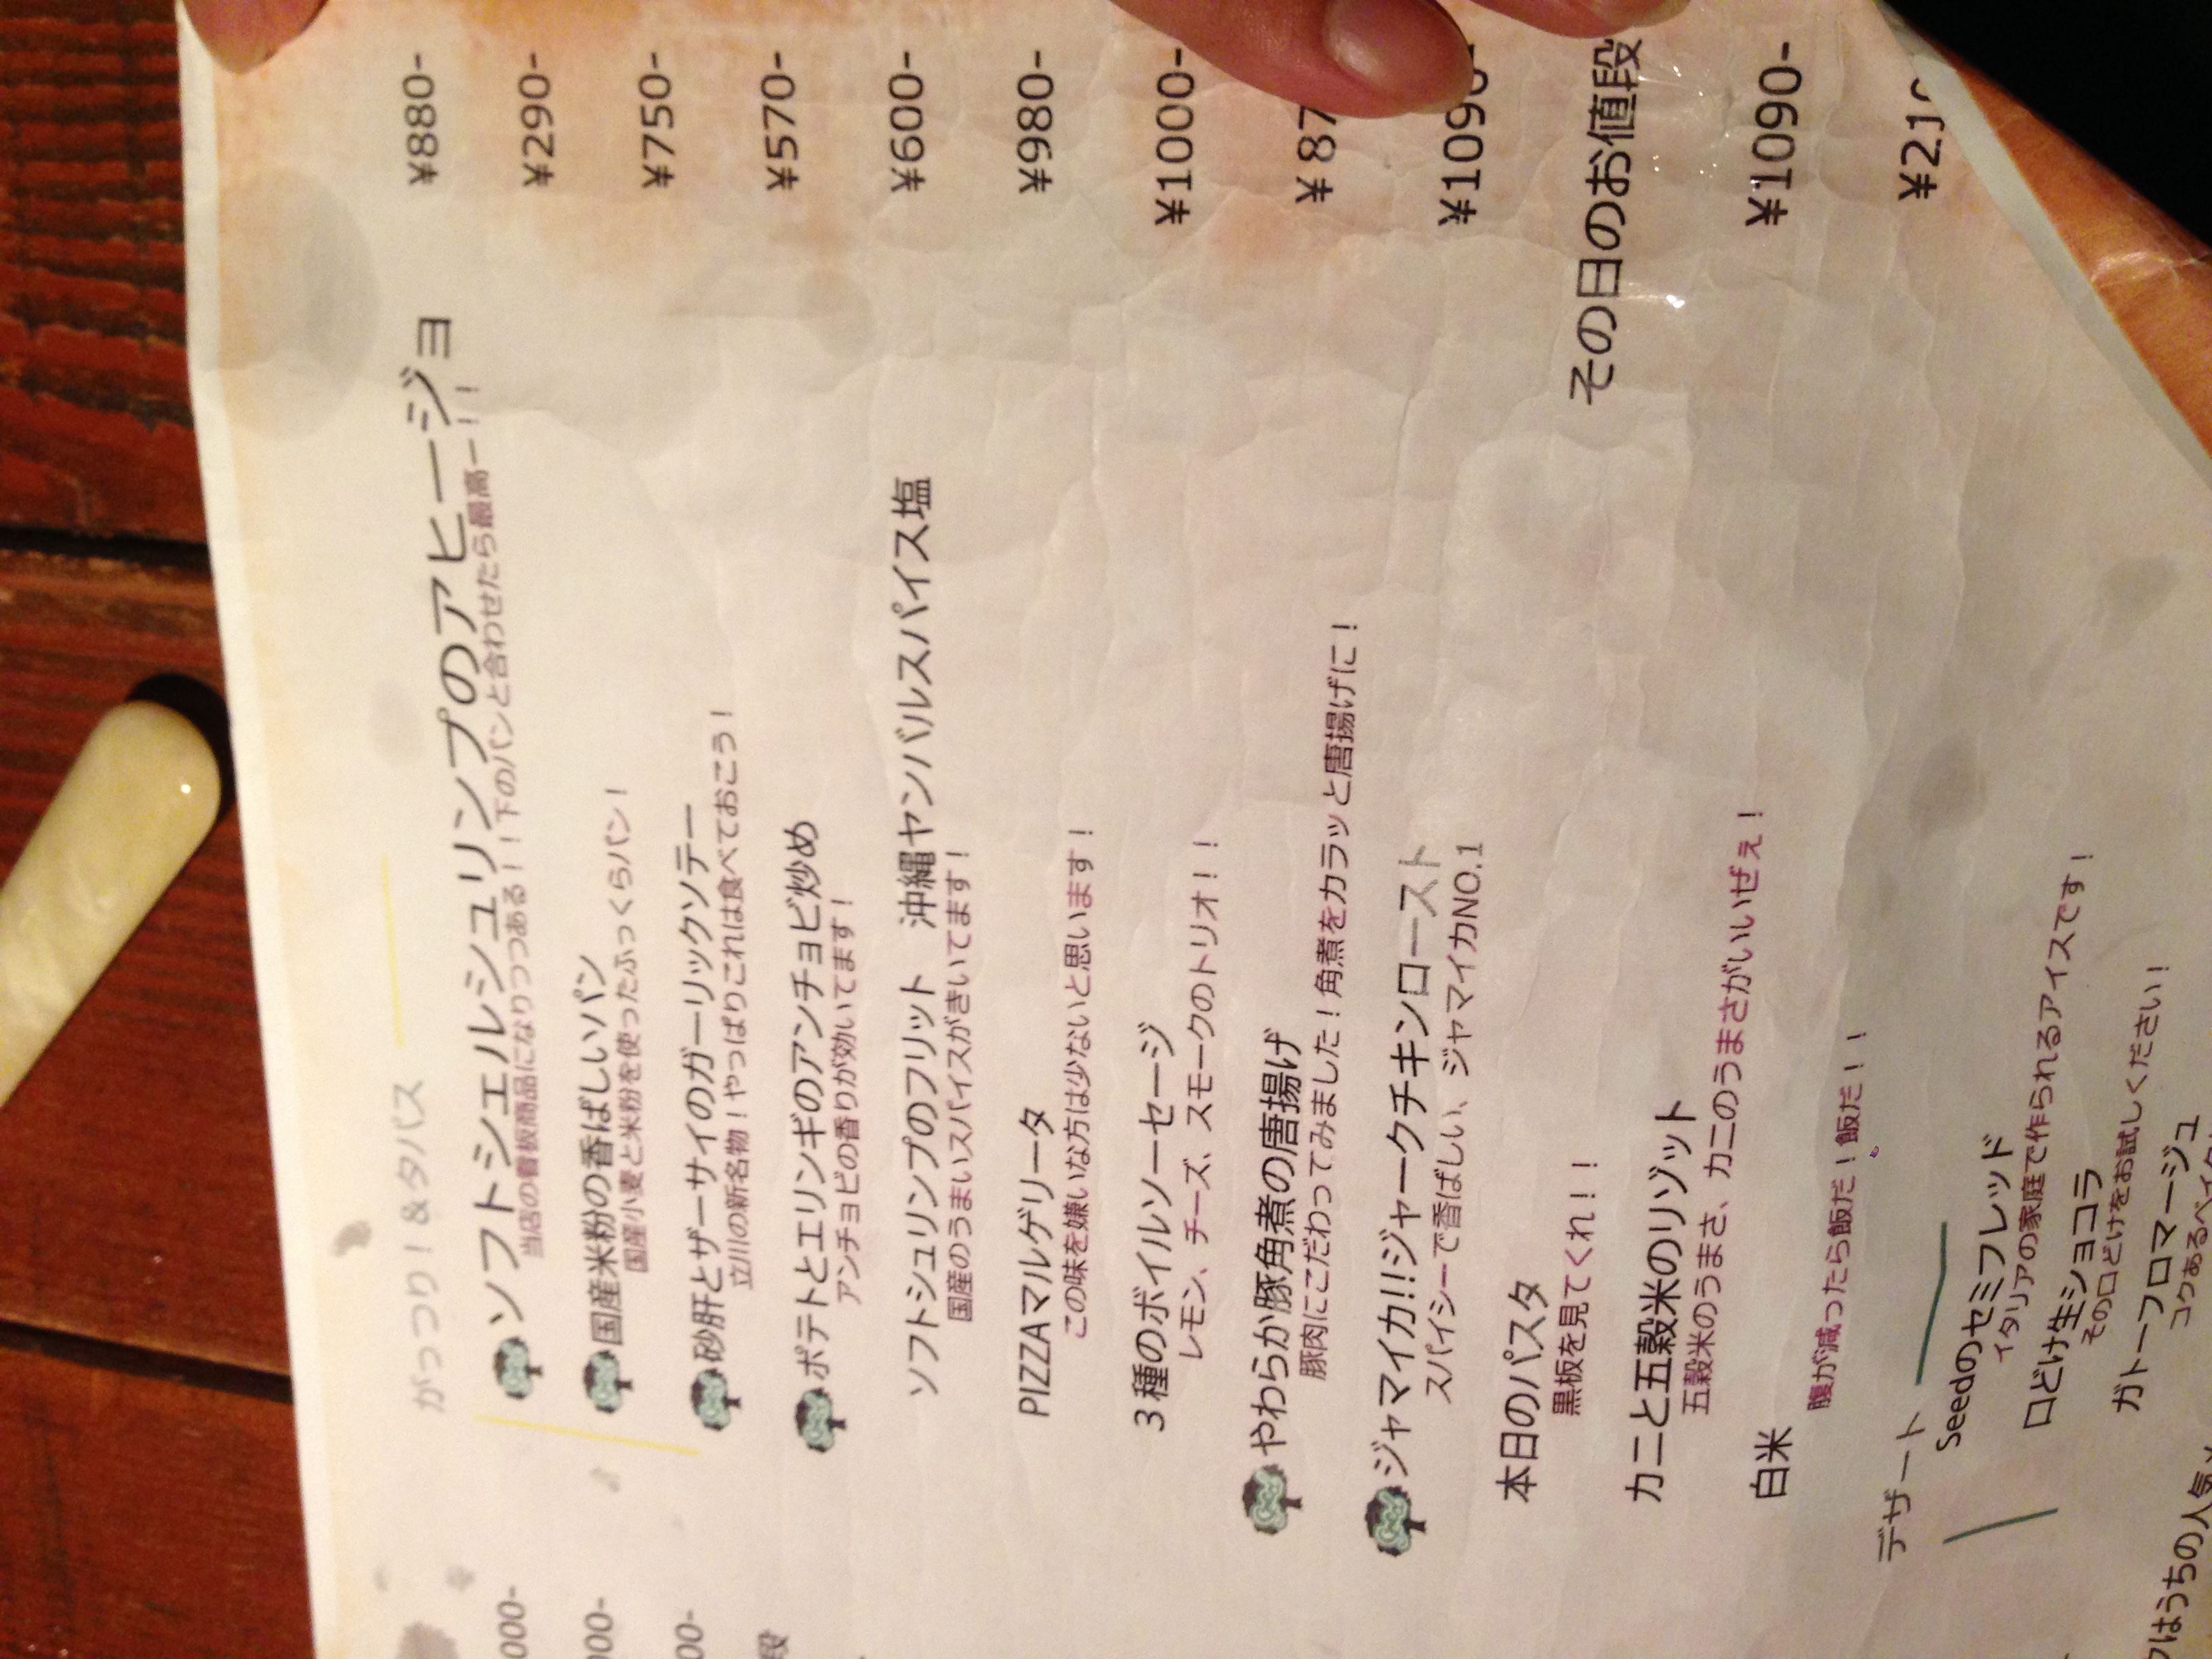 がっつり！＆タパス
ソフトシェルシュリンプのアヒージョ ¥880-
当店の看板商品になりつつある！！下のパンと合わせたら最高ー！！
国産米粉の香ばしいパン ¥290-
国産小麦と米粉を使ったふっくらパン！
砂肝とザーサイのガーリックソテー ¥750-
立川の新名物！やっぱりこれは食べておこう！
ポテトとエリンギのアンチョビ炒め ¥570-
アンチョビの香りが効いてます！
ソフトシュリンプのフリット　沖縄ヤンバルスパイス塩 ¥600-
国産のうまいスパイスがきいてます！
PIZZAマルゲリータ ¥980-
この味を嫌いな方は少ないと思います！
３種のボイルソーセージ ¥1000-
レモン、チーズ、スモークのトリオ！！
やわらか豚角煮の唐揚げ ¥87
豚肉にこだわってみました！角煮をカラッと唐揚げに！
ジャマイカ!!ジャークチキンロースト ¥1090-
スパイシーで香ばしい、ジャマイカNO.1
本日のパスタ その日のお値段
黒板を見てくれ！！
カニと五穀米のリゾット ¥1090-
五穀米のうまさ、カニのうまさがいいぜぇ！
白米 ¥21
腹が減ったら飯だ！飯だ！！
デザート
Seedのセミフレッド
イタリアの家庭で作られるアイスです！
口どけ生ショコラ
その口どけをお試しください！
ガトーフロマージュ
コクあるベイク
000-
000-
00-
段
はうちの人気